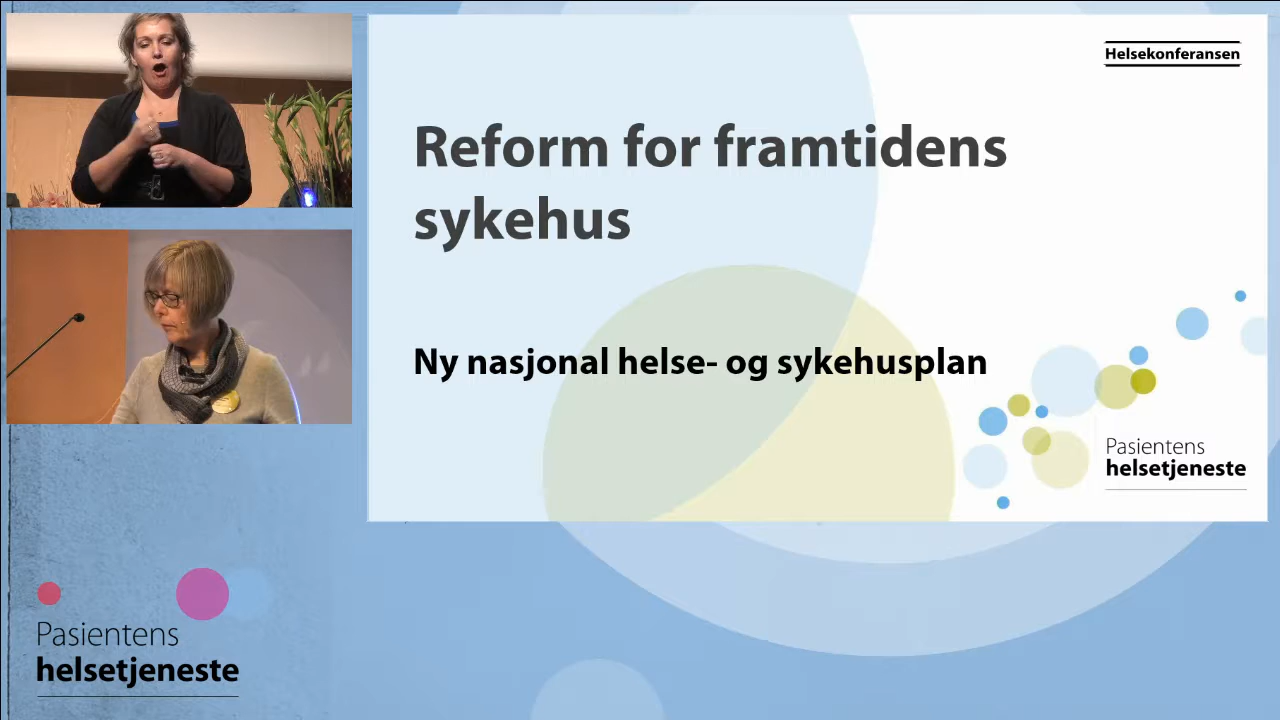 Helsekonferansen
Reform for framtidens
sykehus
Ny nasjonal helse- og sykehusplan
Pasientens
helsetjeneste
Pasientens
helsetjeneste